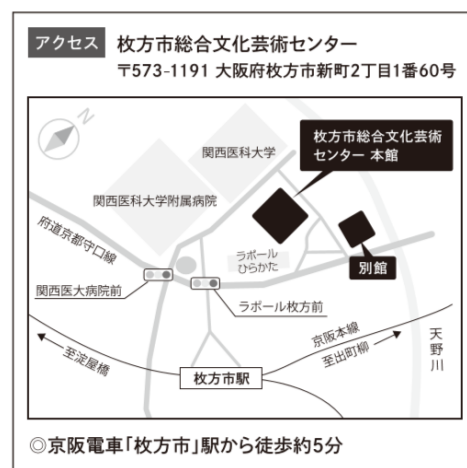 アクセス 枚方市総合文化芸術センター
〒573-1191 大阪府枚方市新町2丁目1番60号
N
関西医科大学
枚方市総合文化芸術
センター 本館
関西医科大学附属病院
府道京都守口線
ラポール
ひらかた
別館
関西医大病院前
ラポール枚方前
京阪本線
至出町柳
天野川
至淀屋橋
枚方市駅
◎京阪電車「枚方市」駅から徒歩約5分